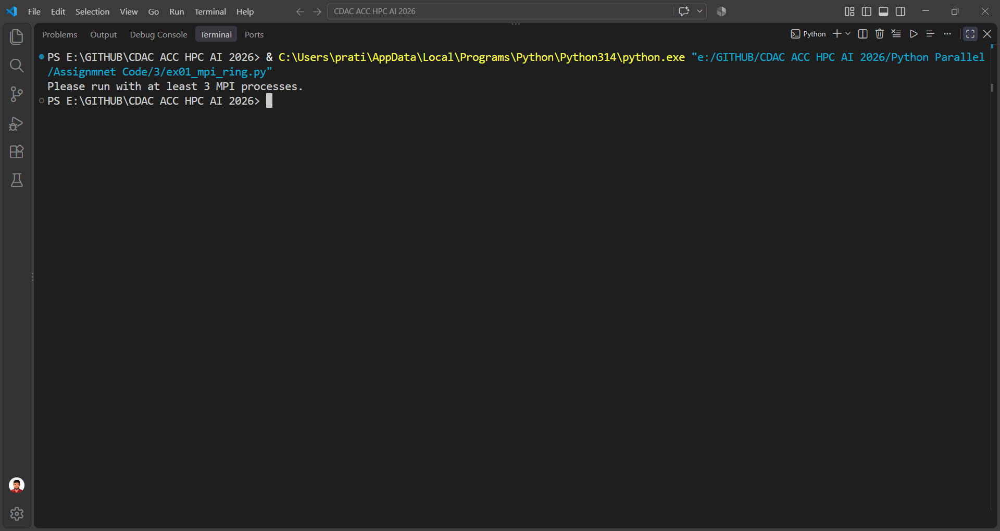 File Edit Selection View Go Run Terminal Help
CDAC ACC HPC AI 2026
Problems Output Debug Console Terminal Ports
Python
PS E:\GITHUB\CDAC ACC HPC AI 2026> & C:\Users\prati\AppData\Local\Programs\Python\Python314\python.exe "e:/GITHUB/CDAC ACC HPC AI 2026/Python Parallel
/Assignmnet Code/3/ex01_mpi_ring.py"
Please run with at least 3 MPI processes.
PS E:\GITHUB\CDAC ACC HPC AI 2026>